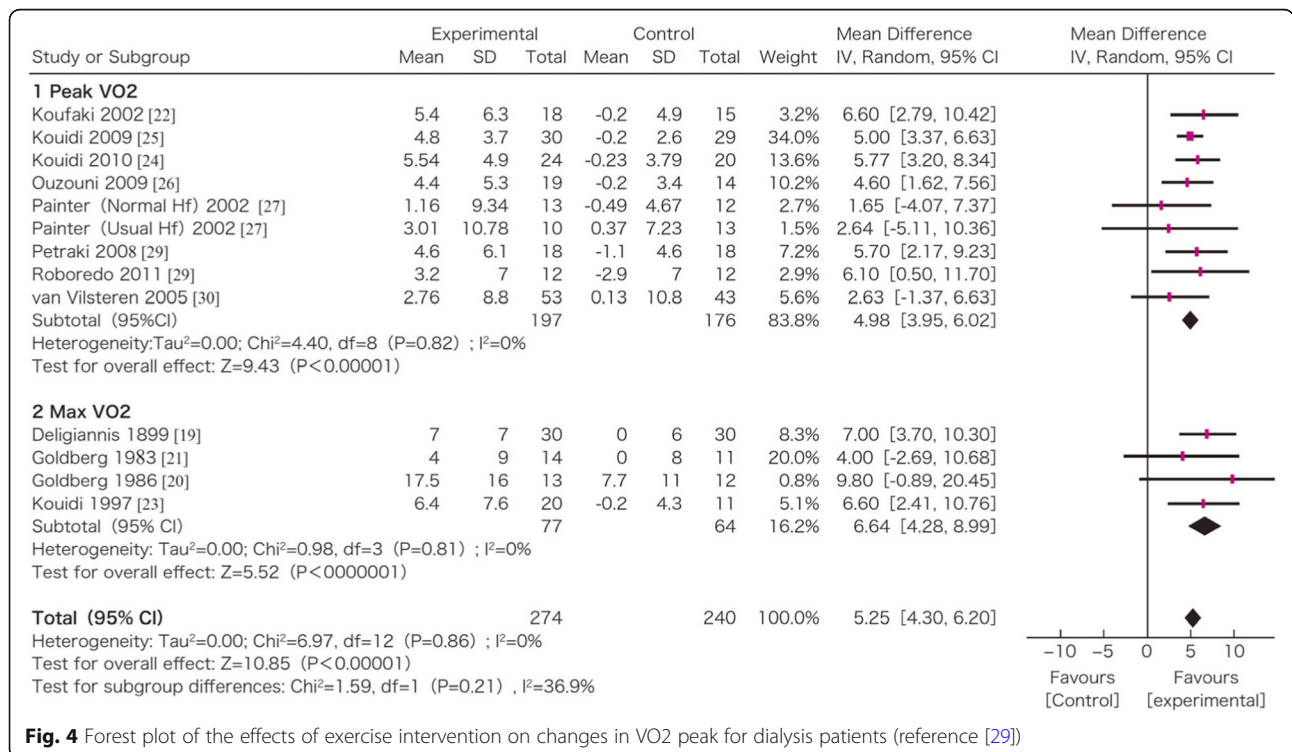 Experimental Control Mean Difference Mean Difference
Study or Subgroup Mean SD Total Mean SD Total Weight IV, Random, 95% CI IV, Random, 95% CI
1 Peak VO2
Koufaki 2002 [22] 5.4 6.3 18 -0.2 4.9 15 3.2% 6.60 [2.79, 10.42]
Kouidi 2009 [25] 4.8 3.7 30 -0.2 2.6 29 34.0% 5.00 [3.37, 6.63]
Kouidi 2010 [24] 5.54 4.9 24 -0.23 3.79 20 13.6% 5.77 [3.20, 8.34]
Ouzouni 2009 [26] 4.4 5.3 19 -0.2 3.4 14 10.2% 4.60 [1.62, 7.56]
Painter (Normal Hf) 2002 [27] 1.16 9.34 13 -0.49 4.67 12 2.7% 1.65 [-4.07, 7.37]
Painter (Usual Hf) 2002 [27] 3.01 10.78 10 0.37 7.23 13 1.5% 2.64 [-5.11, 10.36]
Petraki 2008 [29] 4.6 6.1 18 -1.1 4.6 18 7.2% 5.70 [2.17, 9.23]
Roboredo 2011 [29] 3.2 7 12 -2.9 7 12 2.9% 6.10 [0.50, 11.70]
van Vilsteren 2005 [30] 2.76 8.8 53 0.13 10.8 43 5.6% 2.63 [-1.37, 6.63]
Subtotal (95%CI) 197 176 83.8% 4.98 [3.95, 6.02]
Heterogeneity:Tau²=0.00; Chi²=4.40, df=8 (P=0.82) ; I²=0%
Test for overall effect: Z=9.43 (P<0.00001)
2 Max VO2
Deligiannis 1899 [19] 7 7 30 0 6 30 8.3% 7.00 [3.70, 10.30]
Goldberg 1983 [21] 4 9 14 0 8 11 20.0% 4.00 [-2.69, 10.68]
Goldberg 1986 [20] 17.5 16 13 7.7 11 12 0.8% 9.80 [-0.89, 20.45]
Kouidi 1997 [23] 6.4 7.6 20 -0.2 4.3 11 5.1% 6.60 [2.41, 10.76]
Subtotal (95% CI) 77 64 16.2% 6.64 [4.28, 8.99]
Heterogeneity: Tau²=0.00; Chi²=0.98, df=3 (P=0.81) ; I²=0%
Test for overall effect: Z=5.52 (P<0000001)
Total (95% CI) 274 240 100.0% 5.25 [4.30, 6.20]
Heterogeneity: Tau²=0.00; Chi²=6.97, df=12 (P=0.86) ; I²=0%
Test for overall effect: Z=10.85 (P<0.00001)
Test for subgroup differences: Chi²=1.59, df=1 (P=0.21) , I²=36.9%
−10 −5 0 5 10
Favours Favours
[Control] [experimental]
Fig. 4 Forest plot of the effects of exercise intervention on changes in VO2 peak for dialysis patients (reference [29])